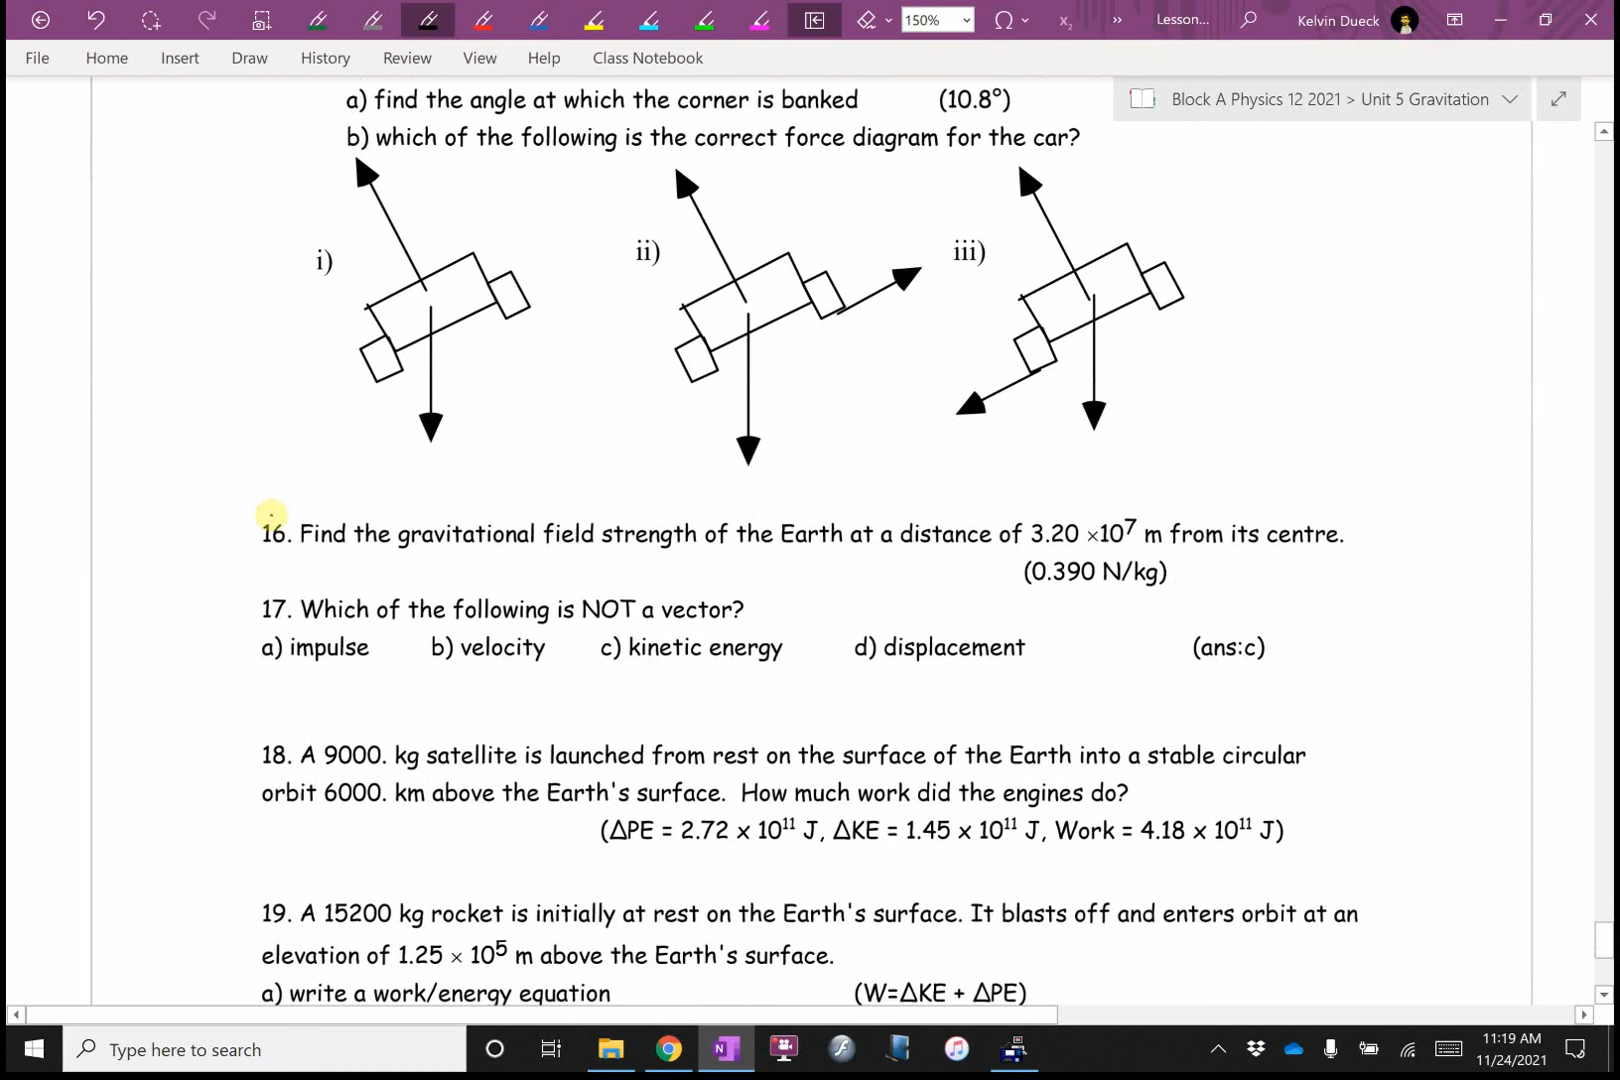 150%
Ω
x₂
Lesson...
Kelvin Dueck
File Home Insert Draw History Review View Help Class Notebook
Block A Physics 12 2021 > Unit 5 Gravitation
a) find the angle at which the corner is banked (10.8°)
b) which of the following is the correct force diagram for the car?
i) ii) iii)
16. Find the gravitational field strength of the Earth at a distance of 3.20 ×10⁷ m from its centre.
(0.390 N/kg)
17. Which of the following is NOT a vector?
a) impulse b) velocity c) kinetic energy d) displacement (ans:c)
18. A 9000. kg satellite is launched from rest on the surface of the Earth into a stable circular
orbit 6000. km above the Earth's surface. How much work did the engines do?
(ΔPE = 2.72 x 10¹¹ J, ΔKE = 1.45 x 10¹¹ J, Work = 4.18 x 10¹¹ J)
19. A 15200 kg rocket is initially at rest on the Earth's surface. It blasts off and enters orbit at an
elevation of 1.25 × 10⁵ m above the Earth's surface.
a) write a work/energy equation (W=ΔKE + ΔPE)
Type here to search
N
f
11:19 AM
11/24/2021